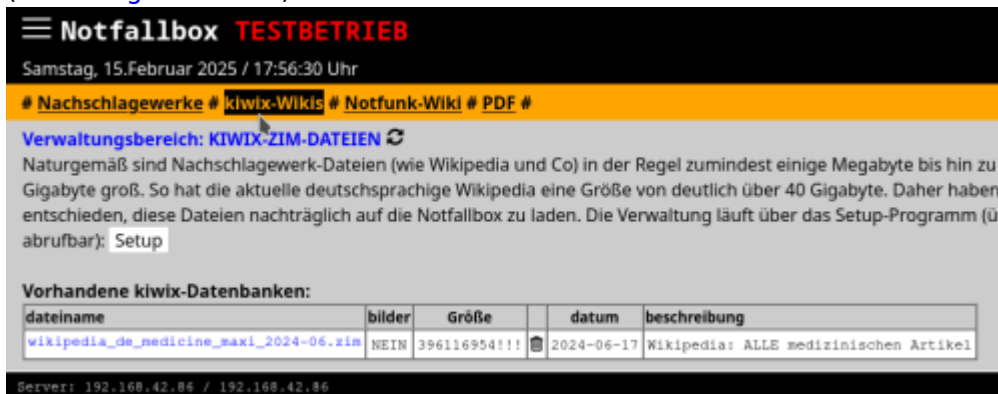 ☰ Notfallbox TESTBETRIEB
Samstag, 15.Februar 2025 / 17:56:30 Uhr
# Nachschlagewerke # kiwix-Wikis # Notfunk-Wiki # PDF #
Verwaltungsbereich: KIWIX-ZIM-DATEIEN
Naturgemäß sind Nachschlagewerk-Dateien (wie Wikipedia und Co) in der Regel zumindest einige Megabyte bis hin zu
Gigabyte groß. So hat die aktuelle deutschsprachige Wikipedia eine Größe von deutlich über 40 Gigabyte. Daher haben
entschieden, diese Dateien nachträglich auf die Notfallbox zu laden. Die Verwaltung läuft über das Setup-Programm (ü
abrufbar): Setup
Vorhandene kiwix-Datenbanken:
dateiname bilder Größe datum beschreibung
wikipedia_de_medicine_maxi_2024-06.zim NEIN 396116954!!! 2024-06-17 Wikipedia: ALLE medizinischen Artikel
Server: 192.168.42.86 / 192.168.42.86